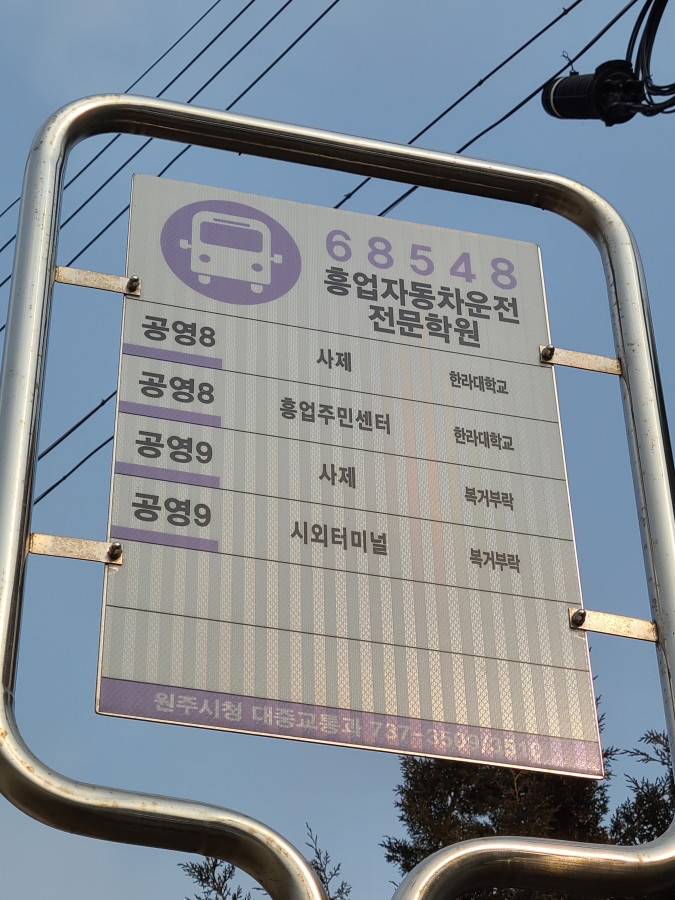 68548
흥업자동차운전
전문학원
공영8 사제 한라대학교
공영8 흥업주민센터 한라대학교
공영9 사제 복거부락
공영9 시외터미널 복거부락
원주시청 대중교통과 737-3599/3510